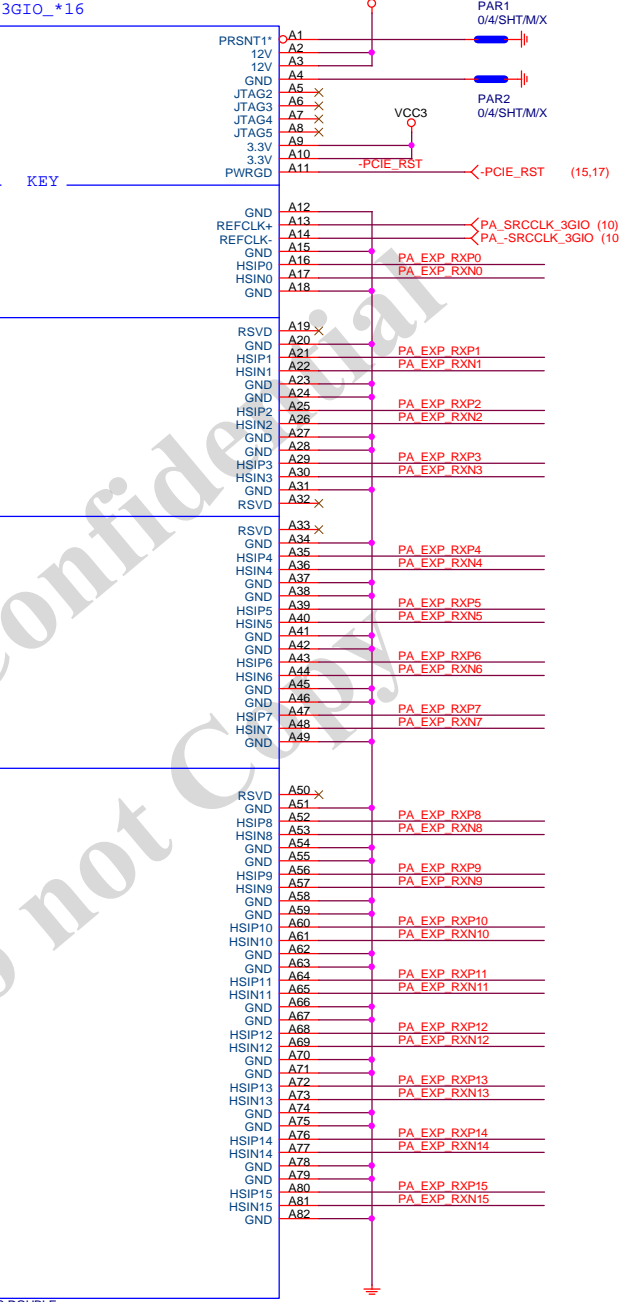 3GIO_*16
PAR1
0/4/SHT/M/X
PRSNT1* A1
12V A2
12V A3
GND A4
JTAG2 A5
PAR2
0/4/SHT/M/X
JTAG3 A6
JTAG4 A7
JTAG5 A8
VCC3
3.3V A9
3.3V A10
PWRGD A11 -PCIE_RST -PCIE_RST (15,17)
KEY
GND A12
REFCLK+ A13 PA_SRCCLK_3GIO (10)
REFCLK- A14 PA_-SRCCLK_3GIO (10
GND A15
HSIP0 A16 PA_EXP_RXP0
HSIN0 A17 PA_EXP_RXN0
GND A18
RSVD A19
GND A20
HSIP1 A21 PA_EXP_RXP1
HSIN1 A22 PA_EXP_RXN1
GND A23
GND A24
HSIP2 A25 PA_EXP_RXP2
HSIN2 A26 PA_EXP_RXN2
GND A27
GND A28
HSIP3 A29 PA_EXP_RXP3
HSIN3 A30 PA_EXP_RXN3
GND A31
RSVD A32
RSVD A33
GND A34
HSIP4 A35 PA_EXP_RXP4
HSIN4 A36 PA_EXP_RXN4
GND A37
GND A38
HSIP5 A39 PA_EXP_RXP5
HSIN5 A40 PA_EXP_RXN5
GND A41
GND A42
HSIP6 A43 PA_EXP_RXP6
HSIN6 A44 PA_EXP_RXN6
GND A45
GND A46
HSIP7 A47 PA_EXP_RXP7
HSIN7 A48 PA_EXP_RXN7
GND A49
RSVD A50
GND A51
HSIP8 A52 PA_EXP_RXP8
HSIN8 A53 PA_EXP_RXN8
GND A54
GND A55
HSIP9 A56 PA_EXP_RXP9
HSIN9 A57 PA_EXP_RXN9
GND A58
GND A59
HSIP10 A60 PA_EXP_RXP10
HSIN10 A61 PA_EXP_RXN10
GND A62
GND A63
HSIP11 A64 PA_EXP_RXP11
HSIN11 A65 PA_EXP_RXN11
GND A66
GND A67
HSIP12 A68 PA_EXP_RXP12
HSIN12 A69 PA_EXP_RXN12
GND A70
GND A71
HSIP13 A72 PA_EXP_RXP13
HSIN13 A73 PA_EXP_RXN13
GND A74
GND A75
HSIP14 A76 PA_EXP_RXP14
HSIN14 A77 PA_EXP_RXN14
GND A78
GND A79
HSIP15 A80 PA_EXP_RXP15
HSIN15 A81 PA_EXP_RXN15
GND A82
Confidential
o not Copy